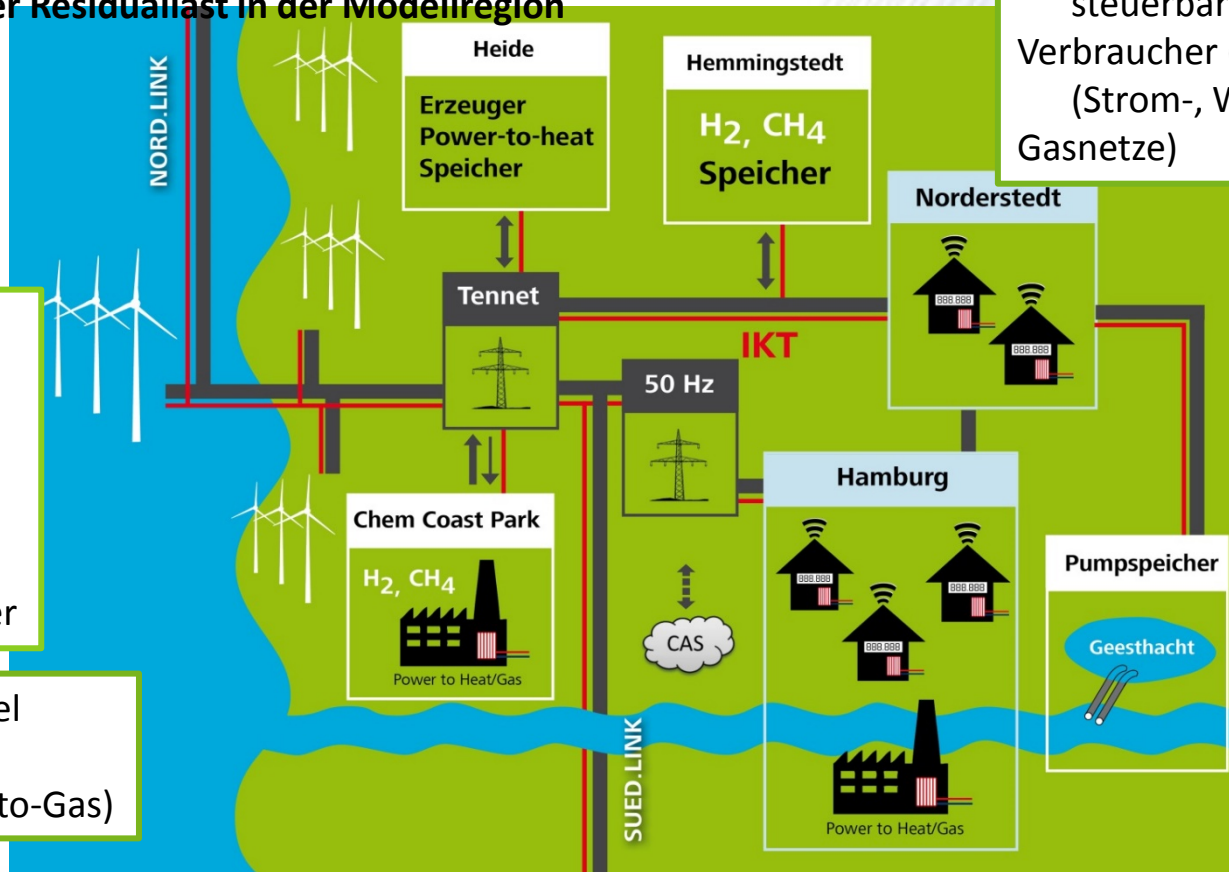 er Residuallast in der Modellregion
steuerbar
Verbraucher
(Strom-, W
Gasnetze)
NORD.LINK
Heide
Erzeuger
Power-to-heat
Speicher
Hemmingstedt
H2, CH4
Speicher
Norderstedt
888.888
888.888
Tennet
IKT
50 Hz
er
el
to-Gas)
Chem Coast Park
H2, CH4
Power to Heat/Gas
CAS
SUED.LINK
Hamburg
888.888
888.888
888.888
Power to Heat/Gas
Pumpspeicher
Geesthacht